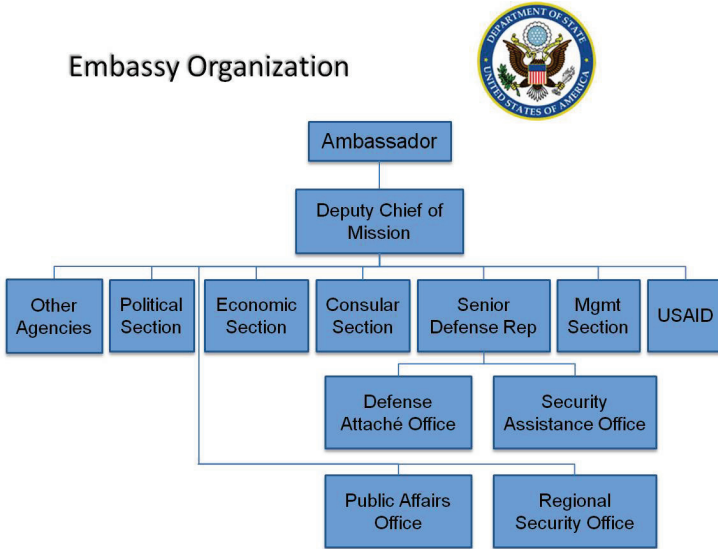 Embassy Organization
DEPARTMENT OF STATE
UNITED STATES OF AMERICA
Ambassador
Deputy Chief of
Mission
Other
Agencies
Political
Section
Economic
Section
Consular
Section
Senior
Defense Rep
Mgmt
Section
USAID
Defense
Attaché Office
Security
Assistance Office
Public Affairs
Office
Regional
Security Office